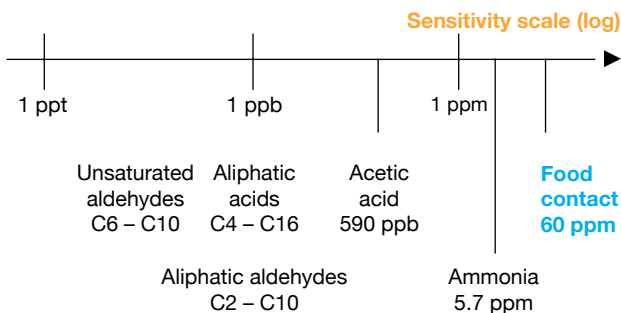 Sensitivity scale (log)
1 ppt
1 ppb
1 ppm
Unsaturated
aldehydes
C6 – C10
Aliphatic
acids
C4 – C16
Acetic
acid
590 ppb
Food
contact
60 ppm
Aliphatic aldehydes
C2 – C10
Ammonia
5.7 ppm